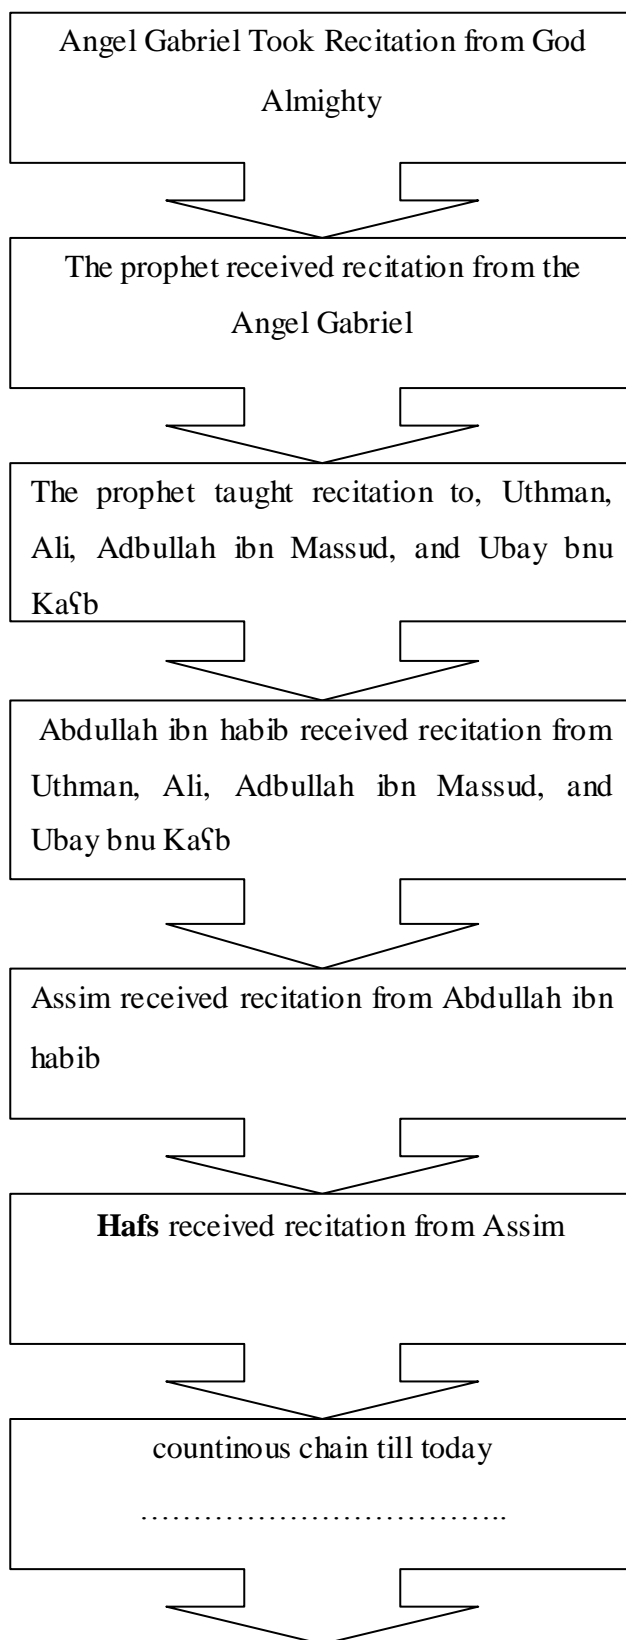 Angel Gabriel Took Recitation from God
Almighty
The prophet received recitation from the
Angel Gabriel
The prophet taught recitation to, Uthman,
Ali, Adbullah ibn Massud, and Ubay bnu
Kaʕb
Abdullah ibn habib received recitation from
Uthman, Ali, Adbullah ibn Massud, and
Ubay bnu Kaʕb
Assim received recitation from Abdullah ibn
habib
Hafs received recitation from Assim
countinous chain till today
………………………………..